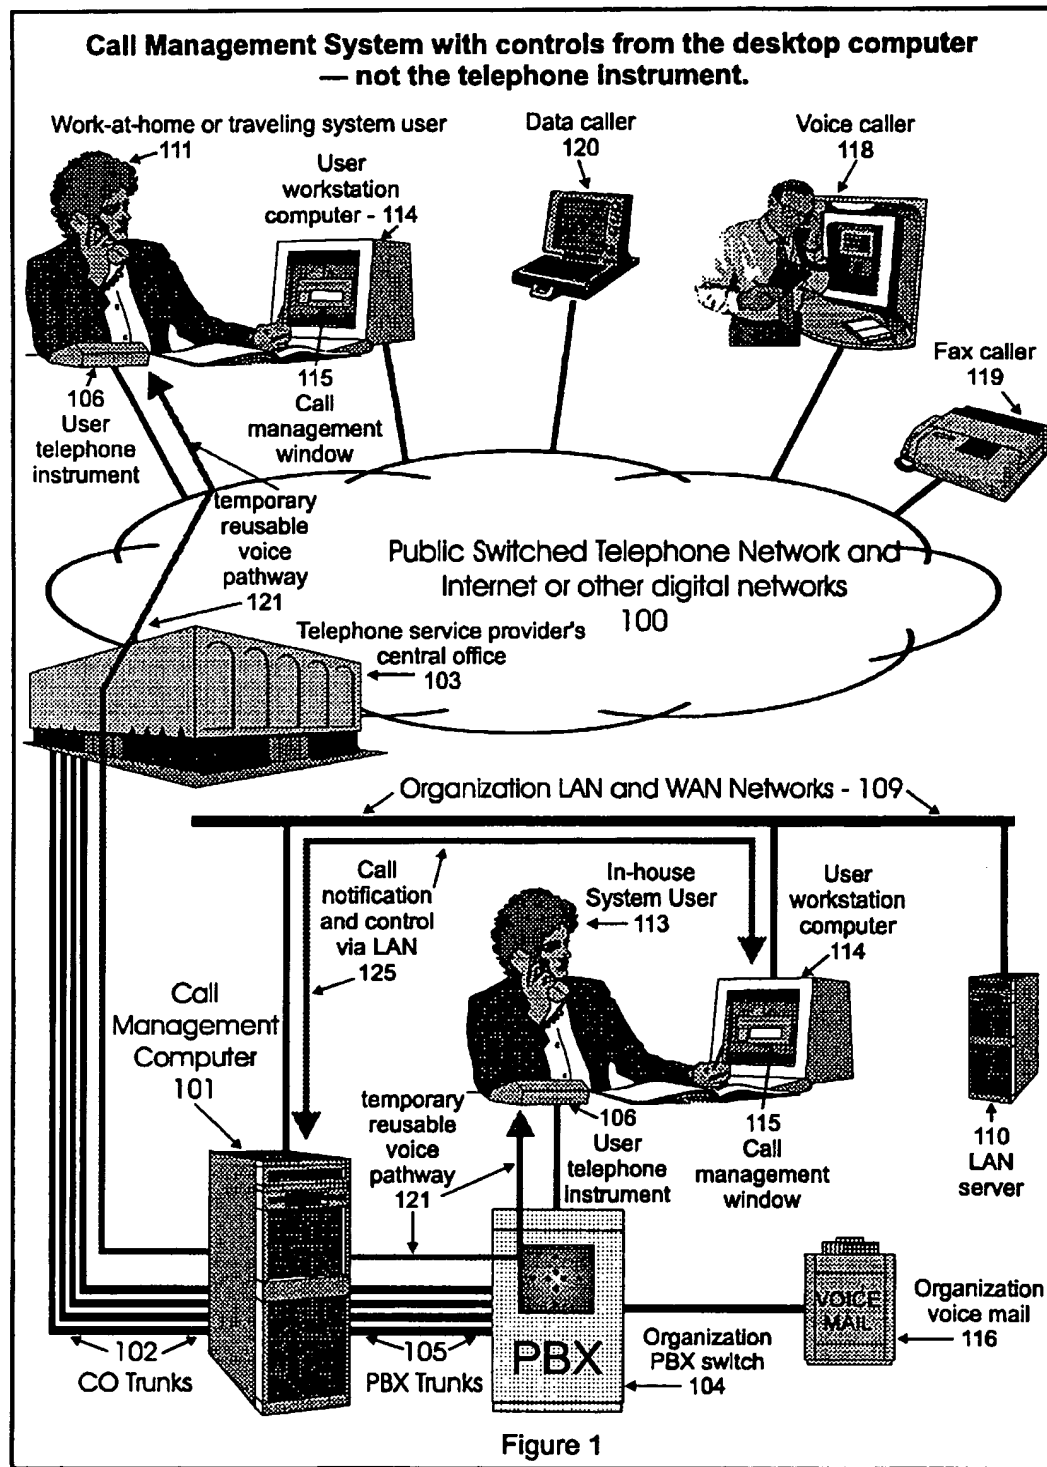 Call Management System with controls from the desktop computer
— not the telephone instrument.
Work-at-home or traveling system user
111
User
workstation
computer - 114
Data caller
120
Voice caller
118
Fax caller
119
106
User
telephone
instrument
115
Call
management
window
temporary
reusable
voice
pathway
121
Public Switched Telephone Network and
Internet or other digital networks
100
Telephone service provider's
central office
103
Organization LAN and WAN Networks - 109
Call
notification
and control
via LAN
125
In-house
System User
113
User
workstation
computer
114
Call
Management
Computer
101
temporary
reusable
voice
pathway
121
106
User
telephone
instrument
115
Call
management
window
110
LAN
server
VOICE
MAIL
Organization
voice mail
116
102
CO Trunks
105
PBX Trunks
PBX
Organization
PBX switch
104
Figure 1